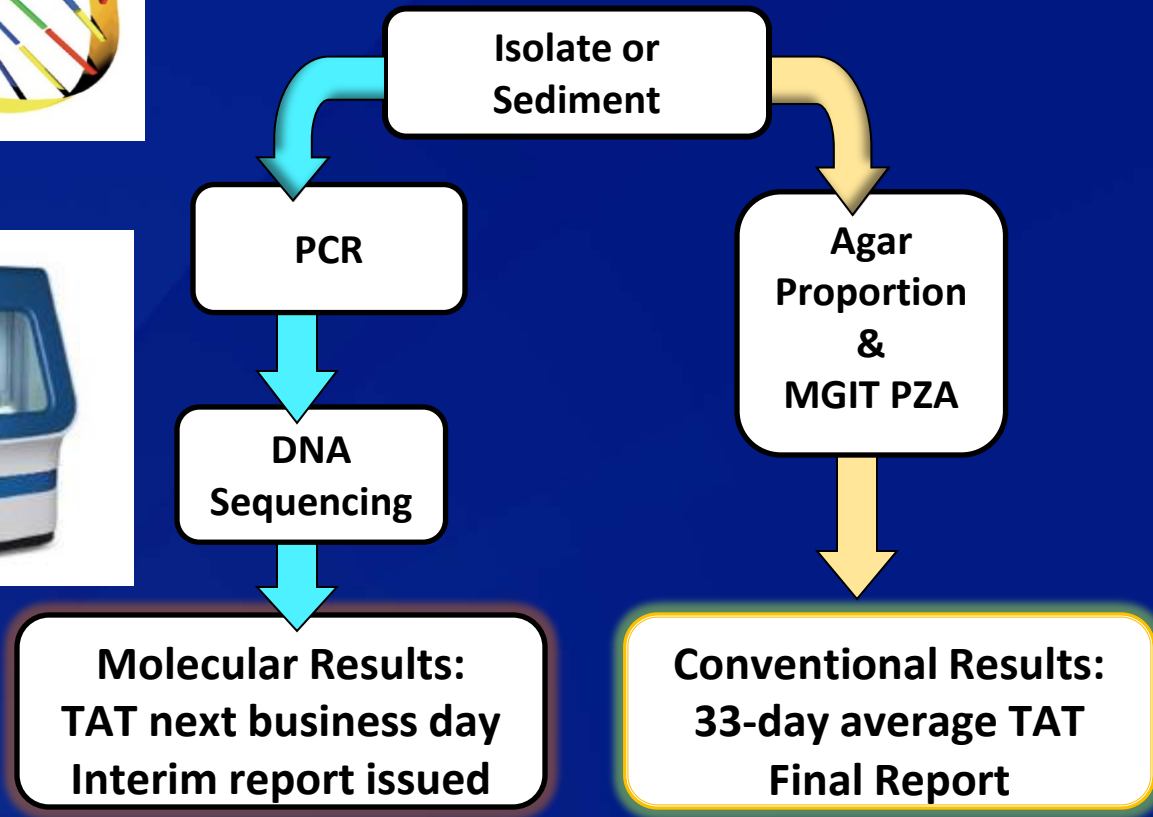 Isolate or
Sediment
PCR
Agar
Proportion
&
MGIT PZA
DNA
Sequencing
Molecular Results:
TAT next business day
Interim report issued
Conventional Results:
33-day average TAT
Final Report